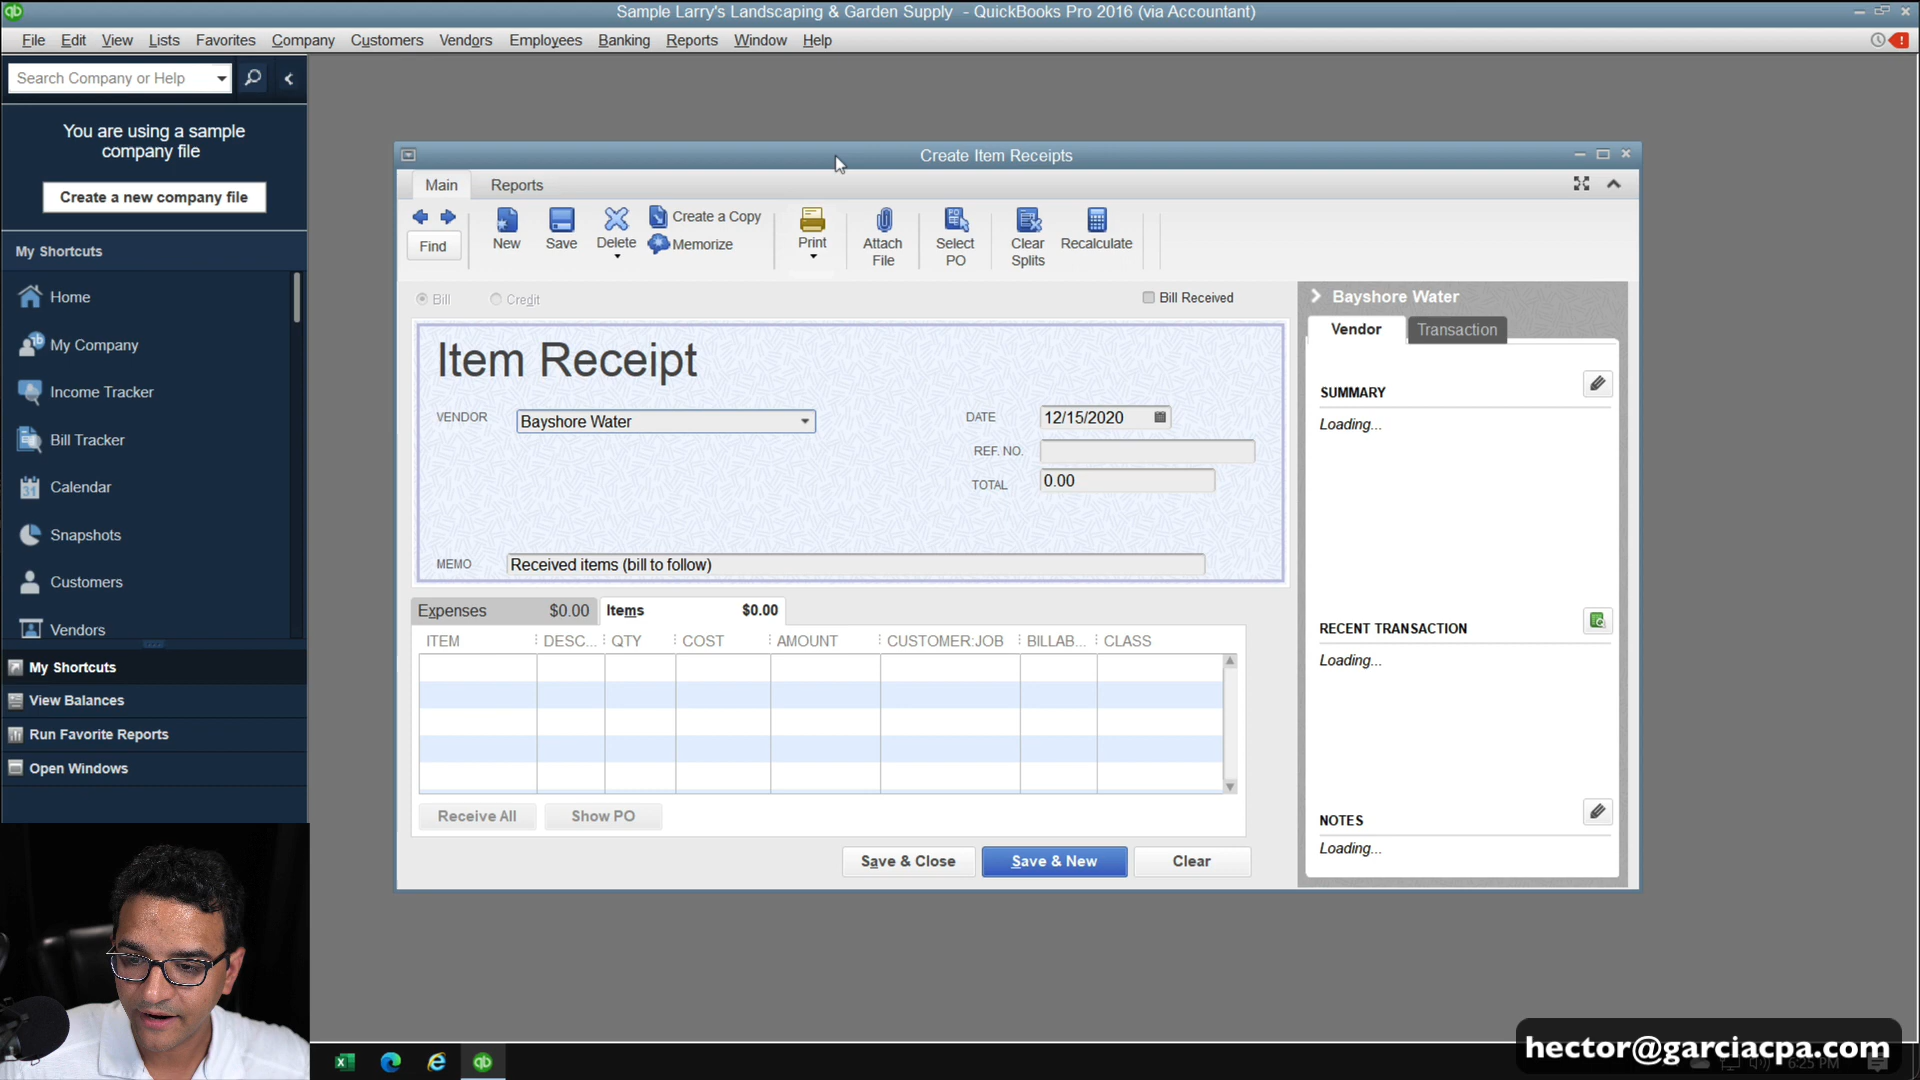 Sample Larry's Landscaping & Garden Supply - QuickBooks Pro 2016 (via Accountant)
File Edit View Lists Favorites Company Customers Vendors Employees Banking Reports Window Help
Search Company or Help
You are using a sample
company file
Create a new company file
My Shortcuts
Home
My Company
Income Tracker
Bill Tracker
31 Calendar
Snapshots
Customers
Vendors
My Shortcuts
View Balances
Run Favorite Reports
Open Windows
Create Item Receipts
Main Reports
Find
New
Save
Delete
Create a Copy
Memorize
Print
Attach
File
Select
PO
Clear
Splits
Recalculate
Bill Credit
Bill Received
Item Receipt
VENDOR Bayshore Water
DATE 12/15/2020
REF. NO.
TOTAL 0.00
MEMO Received items (bill to follow)
Expenses $0.00 Items $0.00
ITEM DESC... QTY COST AMOUNT CUSTOMER:JOB BILLAB... CLASS
Receive All Show PO
Save & Close Save & New Clear
Bayshore Water
Vendor Transaction
SUMMARY
Loading...
RECENT TRANSACTION
Loading...
NOTES
Loading...
hector@garciacpa.com
6:25 PM